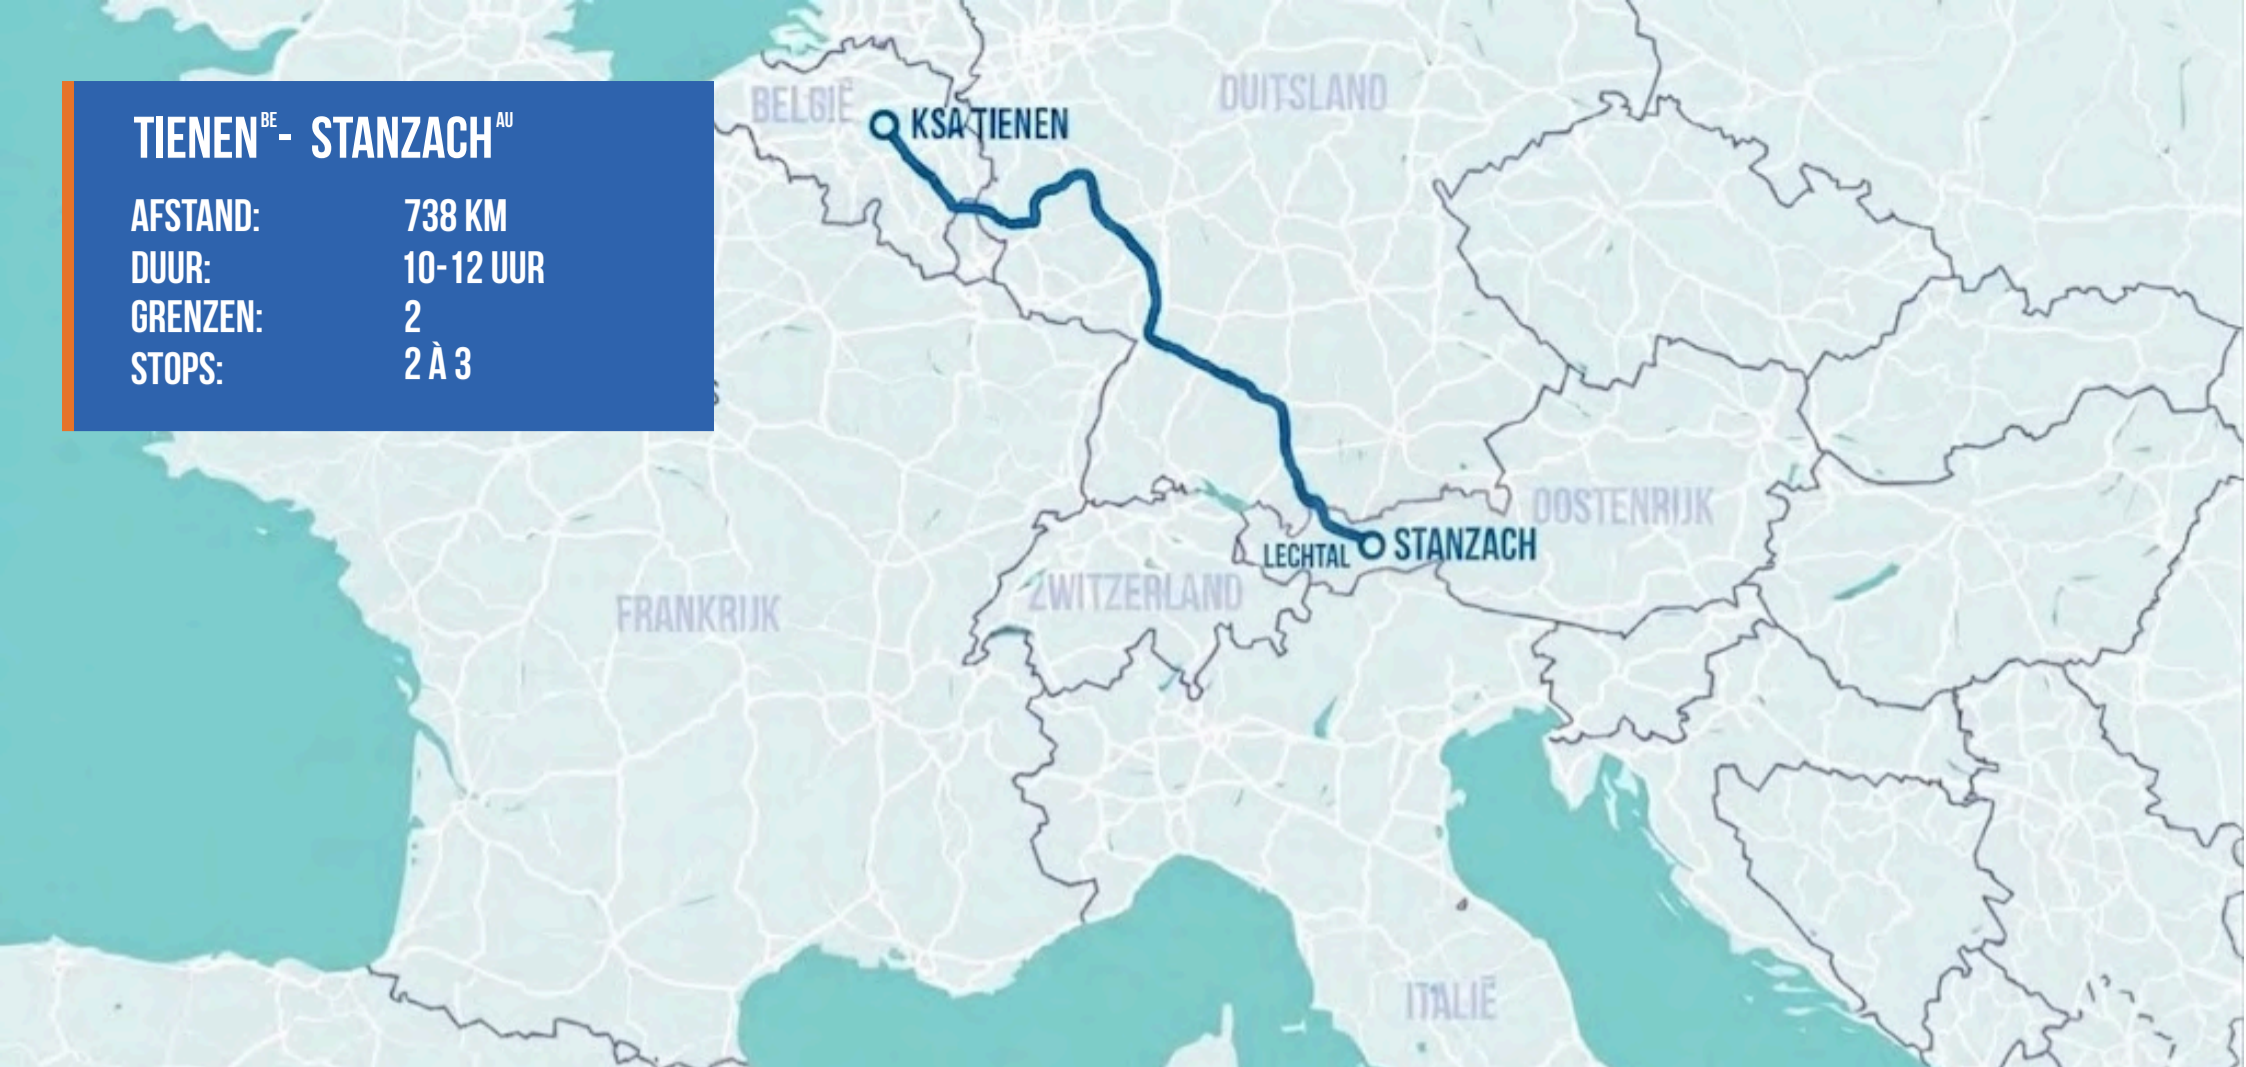 TIENEN BE - STANZACH AU
AFSTAND: 738 KM
DUUR: 10-12 UUR
GRENZEN: 2
STOPS: 2 À 3
BELGIË
DUITSLAND
KSA TIENEN
OOSTENRIJK
LECHTAL
STANZACH
ZWITZERLAND
FRANKRIJK
ITALIË